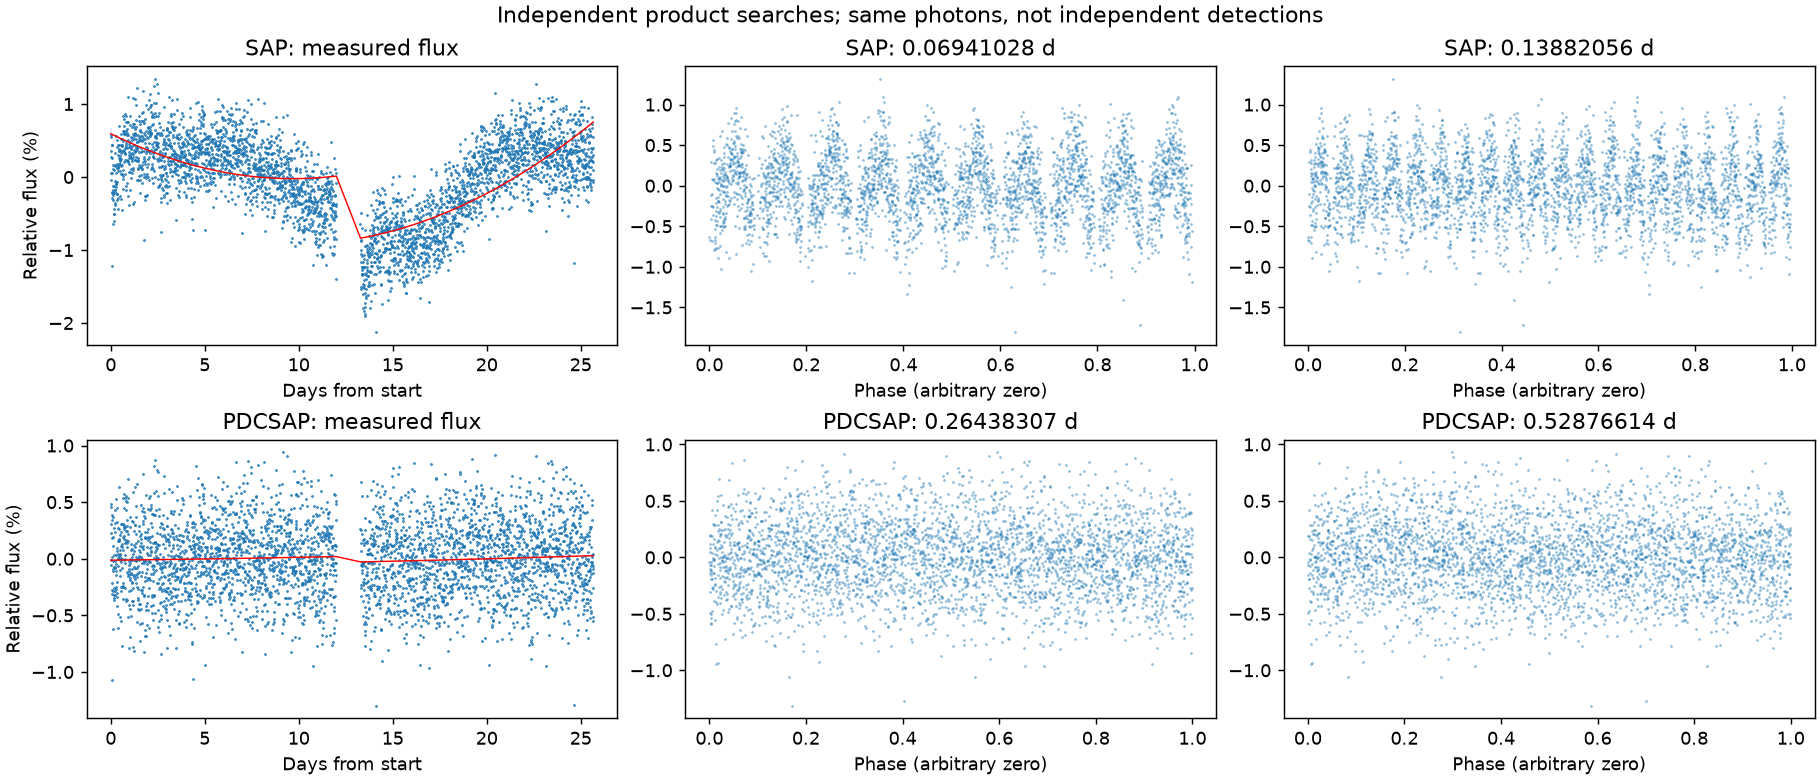 Independent product searches; same photons, not independent detections
SAP: measured flux
SAP: 0.06941028 d
SAP: 0.13882056 d
Relative flux (%)
1
0
−1
−2
0 5 10 15 20 25
Days from start
1.0
0.5
0.0
−0.5
−1.0
−1.5
0.0 0.2 0.4 0.6 0.8 1.0
Phase (arbitrary zero)
1.0
0.5
0.0
−0.5
−1.0
−1.5
0.0 0.2 0.4 0.6 0.8 1.0
Phase (arbitrary zero)
PDCSAP: measured flux
PDCSAP: 0.26438307 d
PDCSAP: 0.52876614 d
Relative flux (%)
1.0
0.5
0.0
−0.5
−1.0
0 5 10 15 20 25
Days from start
1.0
0.5
0.0
−0.5
−1.0
0.0 0.2 0.4 0.6 0.8 1.0
Phase (arbitrary zero)
1.0
0.5
0.0
−0.5
−1.0
0.0 0.2 0.4 0.6 0.8 1.0
Phase (arbitrary zero)